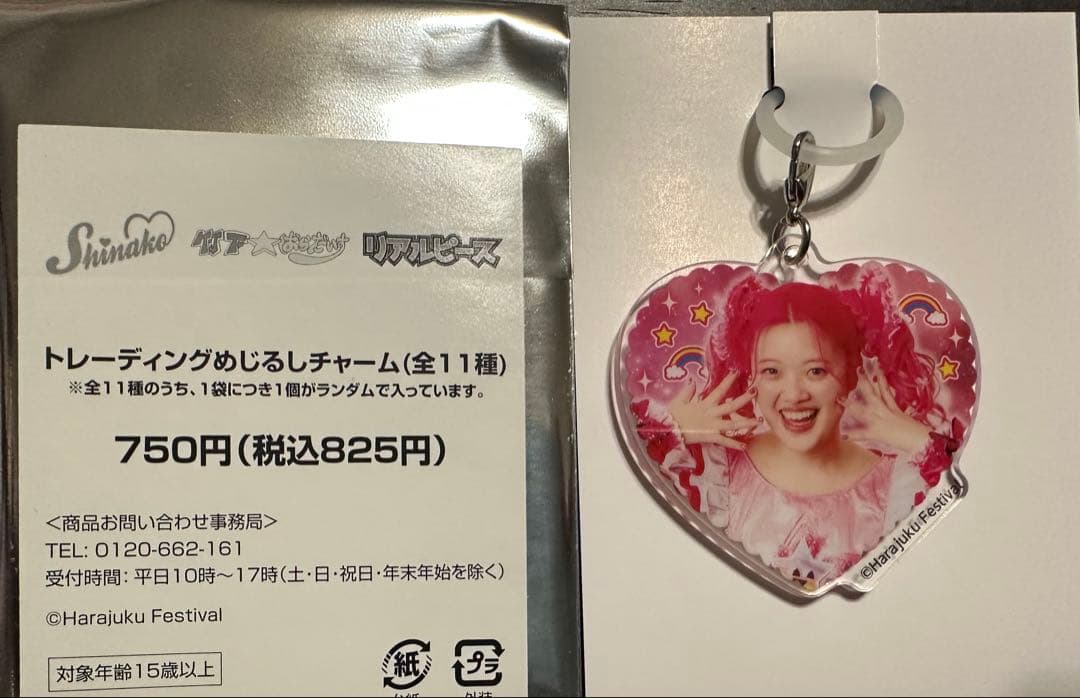 Shinako 竹下☆ぱらだいす リアルピース
トレーディングめじるしチャーム(全11種)
※全11種のうち、1袋につき1個がランダムで入っています。
750円(税込825円)
<商品お問い合わせ事務局>
TEL: 0120-662-161
受付時間: 平日10時～17時(土・日・祝日・年末年始を除く)
©Harajuku Festival
対象年齢15歳以上
紙
プラ
外装
©Harajuku Festival